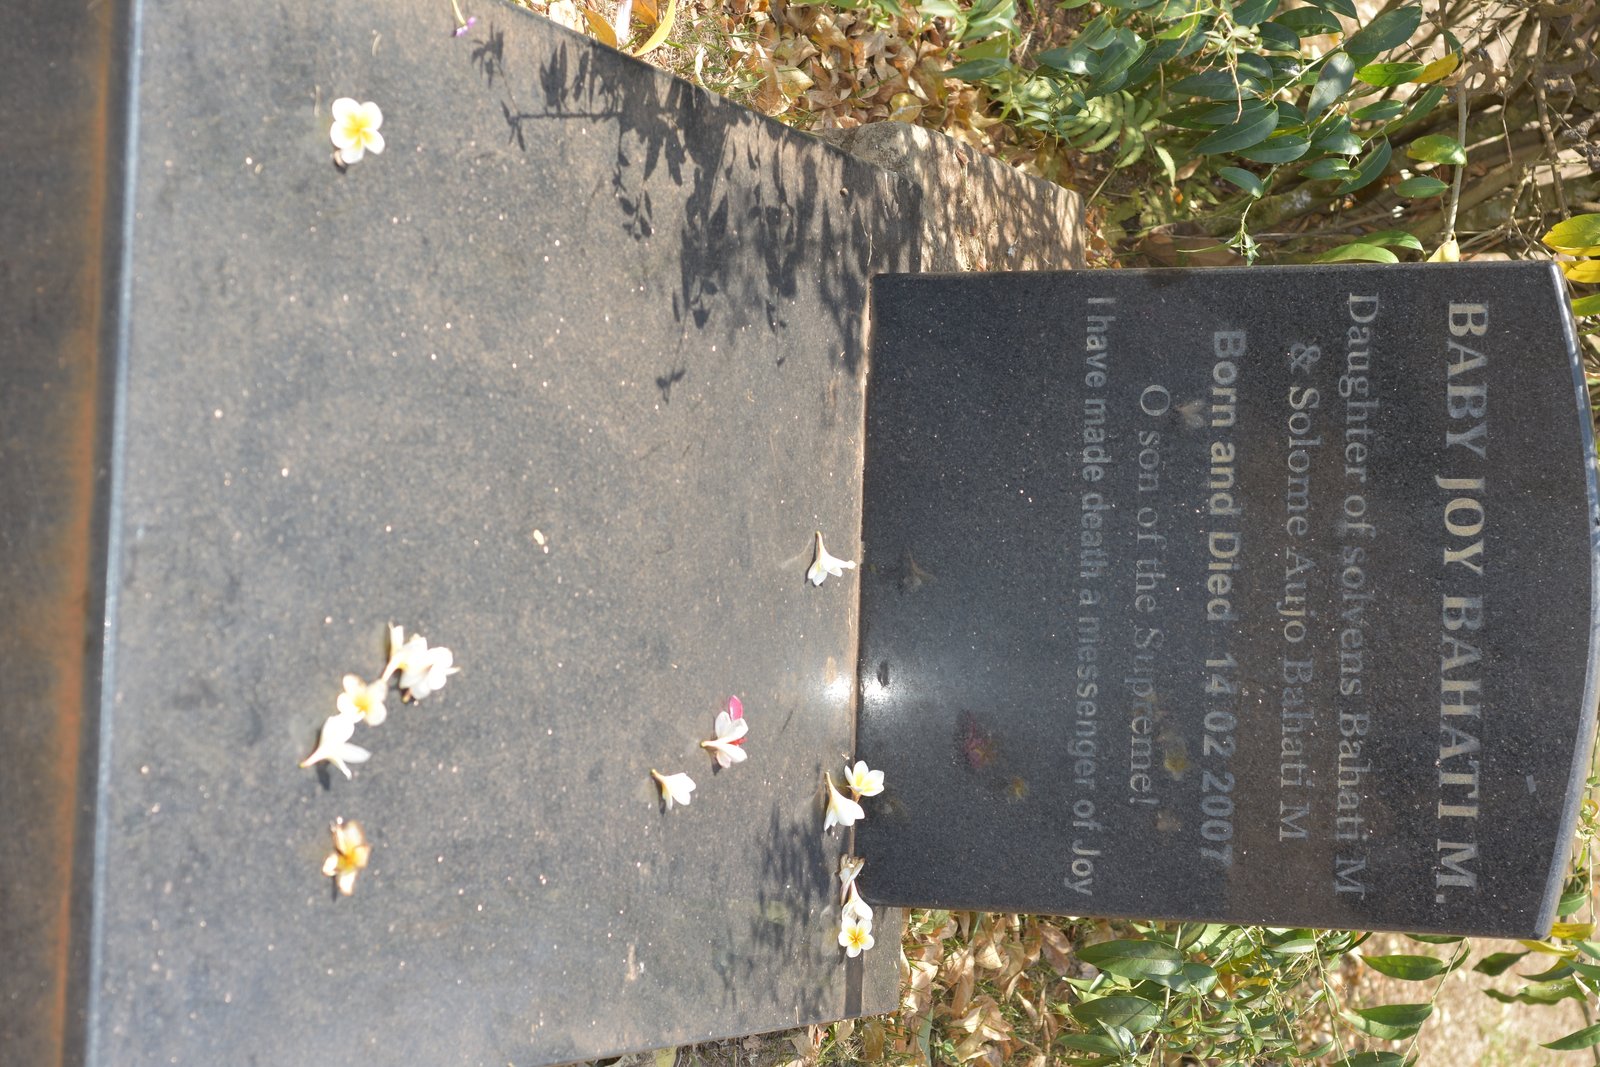 BABY JOY BAHATI M.
Daughter of solvens Bahati M
& Solome Aujo Bahati M
Born and Died 14 02 2007
O son of the Supreme!
I have made death a messenger of Joy